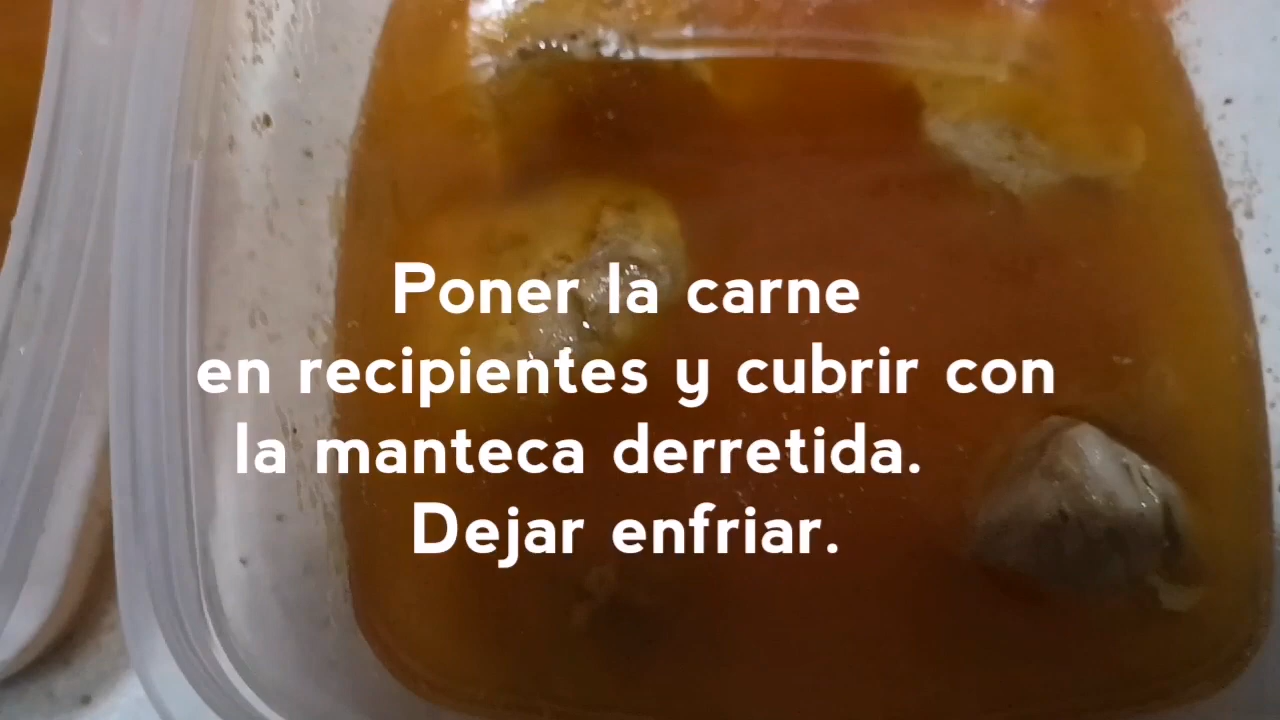 Poner la carne
en recipientes y cubrir con
la manteca derretida.
Dejar enfriar.